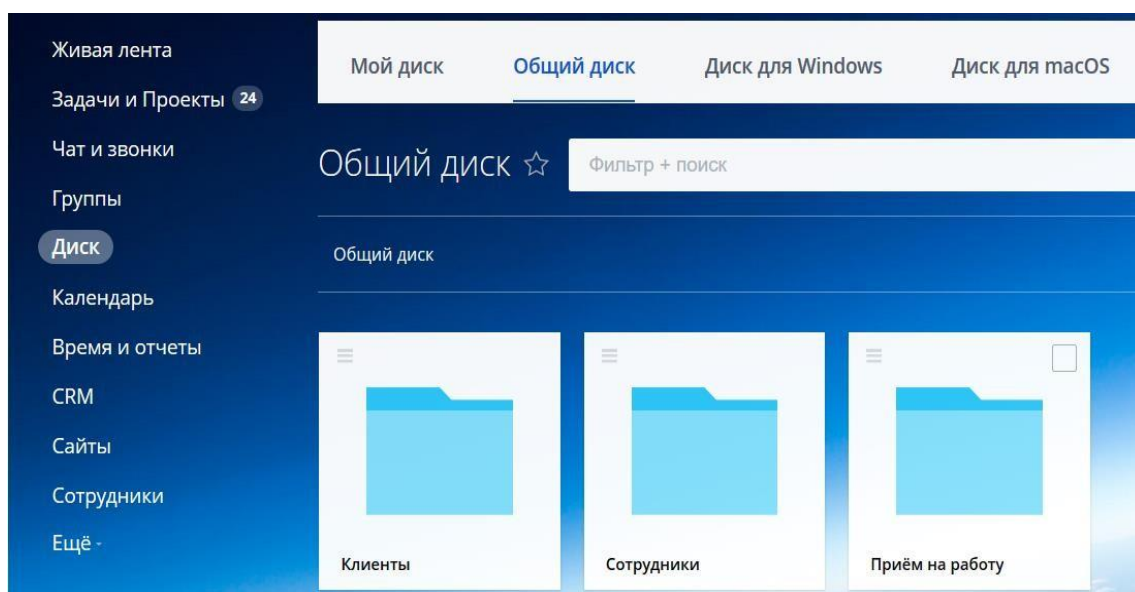 Живая лента
Задачи и Проекты 24
Чат и звонки
Группы
Диск
Календарь
Время и отчеты
CRM
Сайты
Сотрудники
Ещё -
Мой диск Общий диск Диск для Windows Диск для macOS
Общий диск
Фильтр + поиск
Общий диск
Клиенты
Сотрудники
Приём на работу